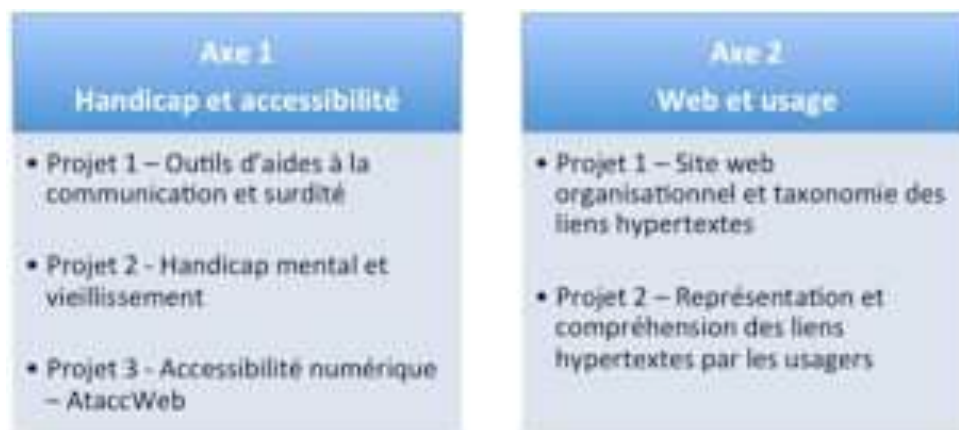 Axe 1
Handicap et accessibilité
• Projet 1 – Outils d'aides à la
communication et surdité
• Projet 2 - Handicap mental et
vieillissement
• Projet 3 - Accessibilité numérique
– AtaccWeb
Axe 2
Web et usage
• Projet 1 – Site web
organisationnel et taxonomie des
liens hypertextes
• Projet 2 – Représentation et
compréhension des liens
hypertextes par les usagers